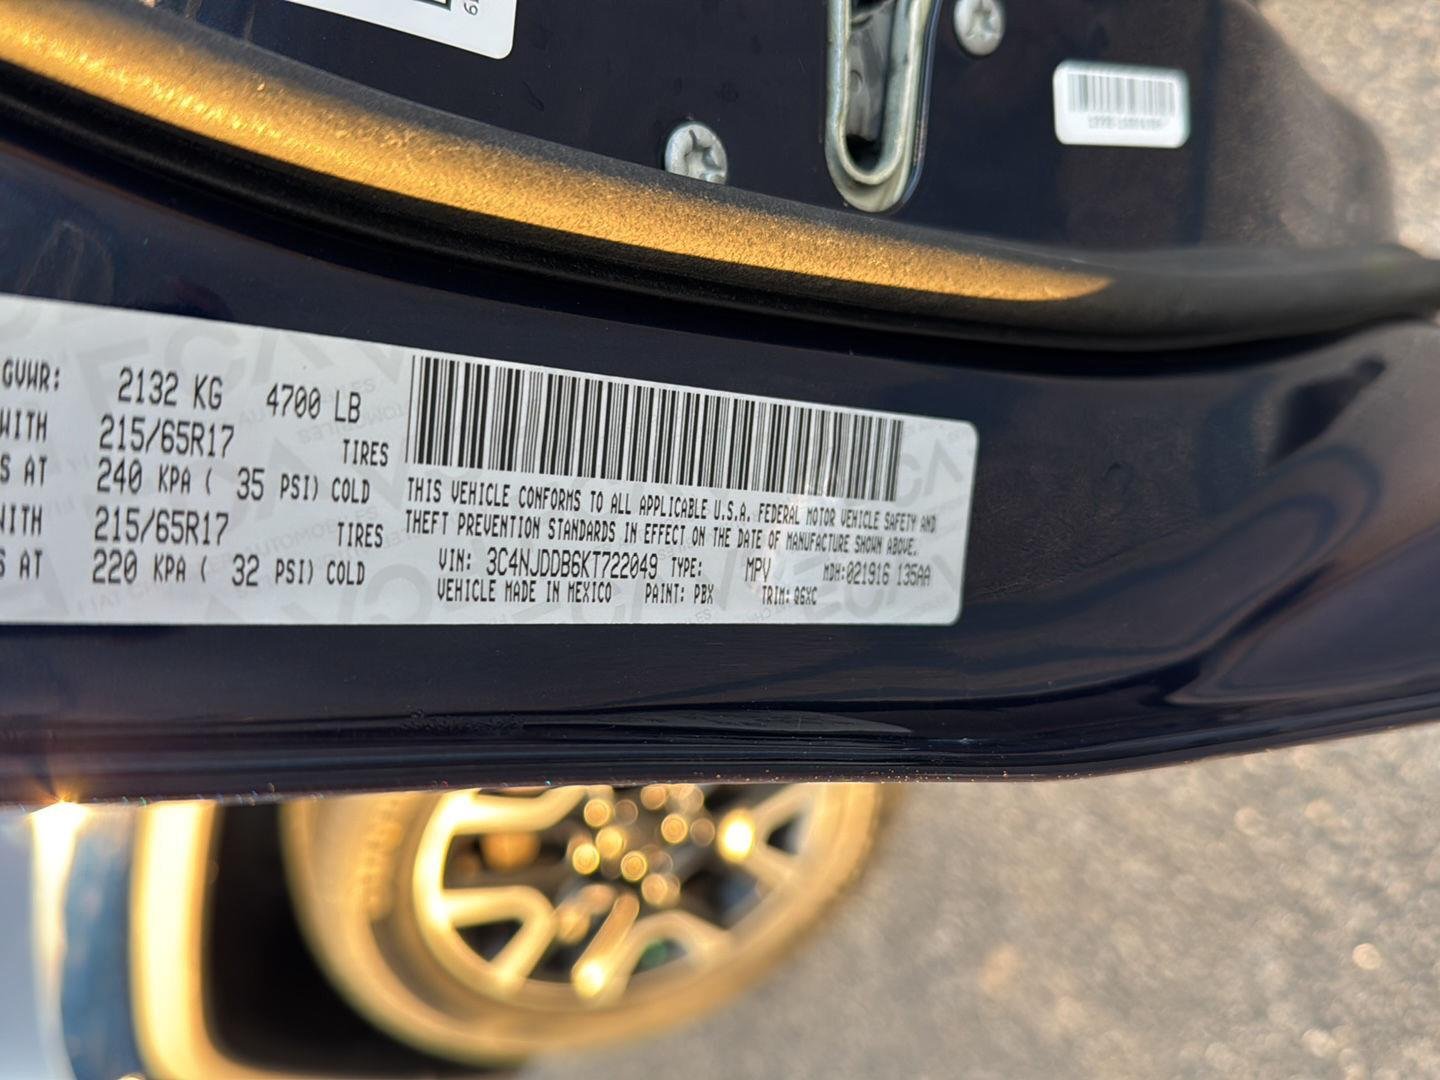 GVWR: 2132 KG 4700 LB
WITH 215/65R17 TIRES
S AT 240 KPA ( 35 PSI) COLD
WITH 215/65R17 TIRES
S AT 220 KPA ( 32 PSI) COLD
THIS VEHICLE CONFORMS TO ALL APPLICABLE U.S.A. FEDERAL MOTOR VEHICLE SAFETY AND
THEFT PREVENTION STANDARDS IN EFFECT ON THE DATE OF MANUFACTURE SHOWN ABOVE.
VIN: 3C4NJDDB6KT722049 TYPE: MPV MDH:021916 135AA
VEHICLE MADE IN MEXICO PAINT: PBX TRIM: Q6XC